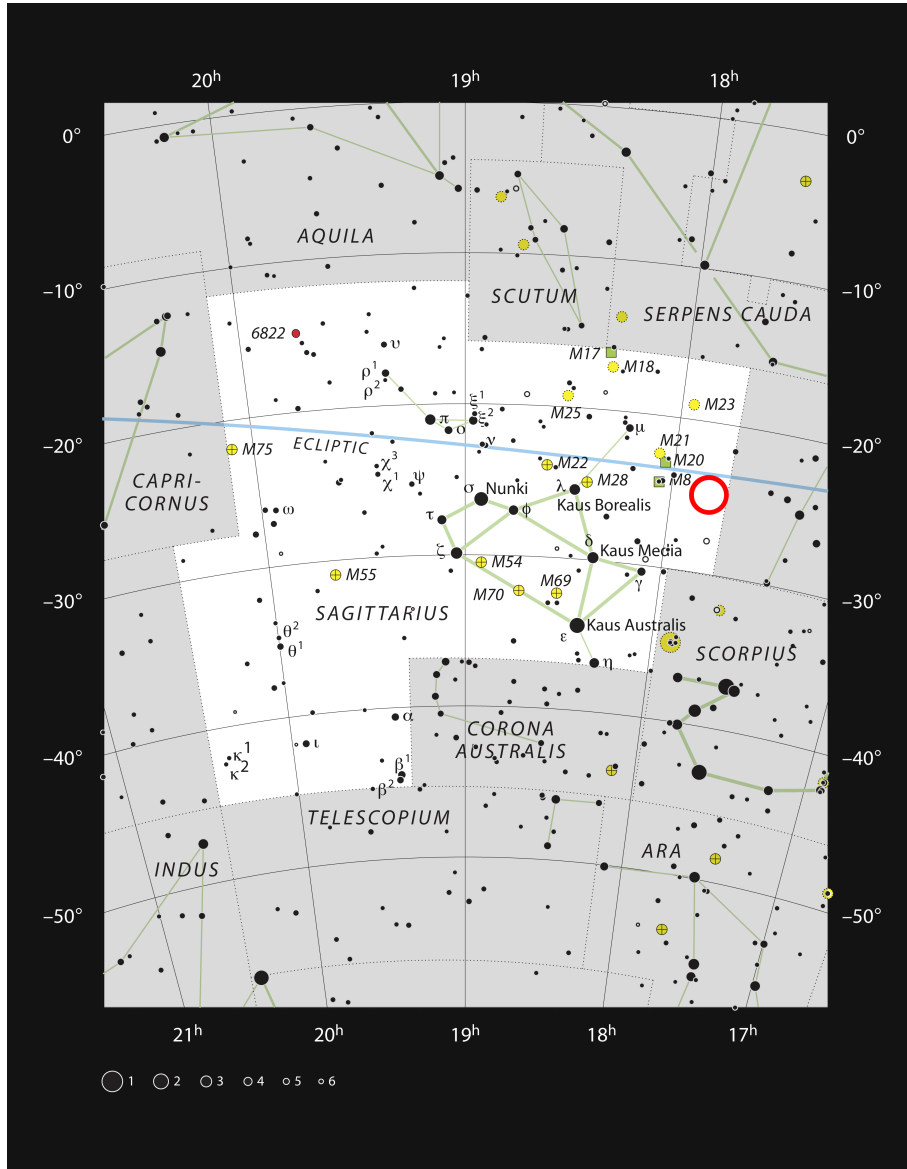 20h
19h
18h
0°
0°
AQUILA
–10°
–10°
SCUTUM
SERPENS CAUDA
6822
υ
M17
M18
ρ1
ρ2
ξ1
M25
M23
π
ο
ξ2
μ
–20°
–20°
ECLIPTIC
ν
M21
M75
χ3
M22
M20
CAPRI-
CORNUS
χ1
ψ
σ
Nunki
λ
M28
M8
Kaus Borealis
ω
τ
φ
δ
ζ
Kaus Media
M54
M55
M70
M69
γ
–30°
–30°
SAGITTARIUS
Kaus Australis
θ2
ε
θ1
η
SCORPIUS
α
CORONA
AUSTRALIS
κ1
ι
–40°
–40°
κ2
β1
β2
TELESCOPIUM
ARA
INDUS
–50°
–50°
21h
20h
19h
18h
17h
1
2
3
4
5
6